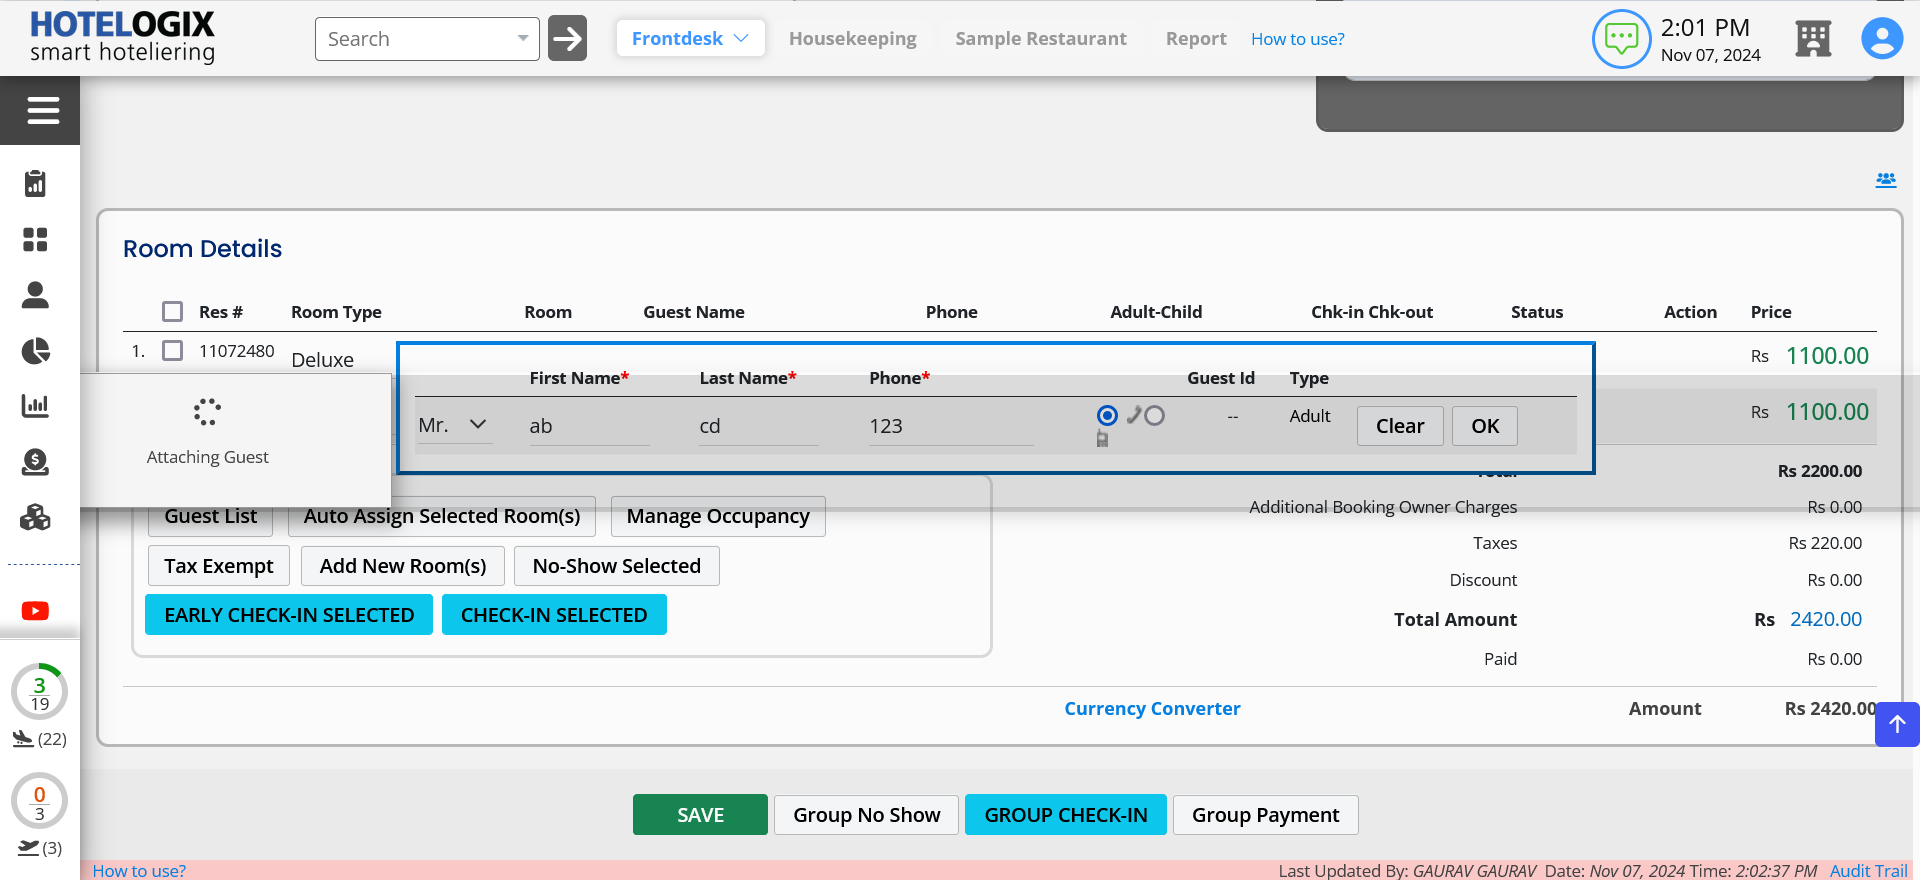 HOTELOGIX
smart hoteliering
Search
Frontdesk
Housekeeping
Sample Restaurant
Report
How to use?
2:01 PM
Nov 07, 2024
Room Details
Res # Room Type Room Guest Name Phone Adult-Child Chk-in Chk-out Status Action Price
1. 11072480 Deluxe Rs 1100.00
First Name* Last Name* Phone* Guest Id Type
Mr. ab cd 123 -- Adult Clear OK
Rs 1100.00
Attaching Guest
Rs 2200.00
Additional Booking Owner Charges Rs 0.00
Taxes Rs 220.00
Discount Rs 0.00
Total Amount Rs 2420.00
Paid Rs 0.00
Guest List Auto Assign Selected Room(s) Manage Occupancy
Tax Exempt Add New Room(s) No-Show Selected
EARLY CHECK-IN SELECTED CHECK-IN SELECTED
Currency Converter Amount Rs 2420.00
3
19
(22)
0
3
(3)
SAVE Group No Show GROUP CHECK-IN Group Payment
How to use? Last Updated By: GAURAV GAURAV Date: Nov 07, 2024 Time: 2:02:37 PM Audit Trail